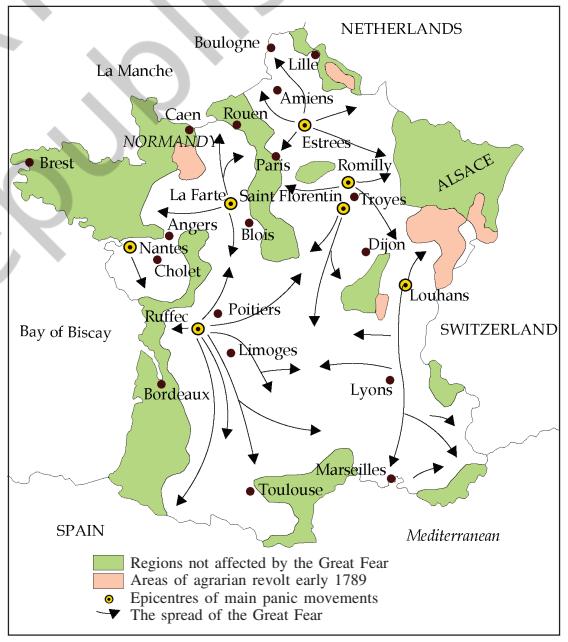 NETHERLANDS
Boulogne
Lille
La Manche
Amiens
Caen
Rouen
NORMANDY
Estrees
Brest
Paris
Romilly
ALSACE
La Farte
Saint Florentin
Troyes
Angers
Blois
Nantes
Dijon
Cholet
Louhans
Ruffec
Poitiers
Bay of Biscay
SWITZERLAND
Limoges
Lyons
Bordeaux
Marseilles
Toulouse
SPAIN
Mediterranean
Regions not affected by the Great Fear
Areas of agrarian revolt early 1789
Epicentres of main panic movements
The spread of the Great Fear